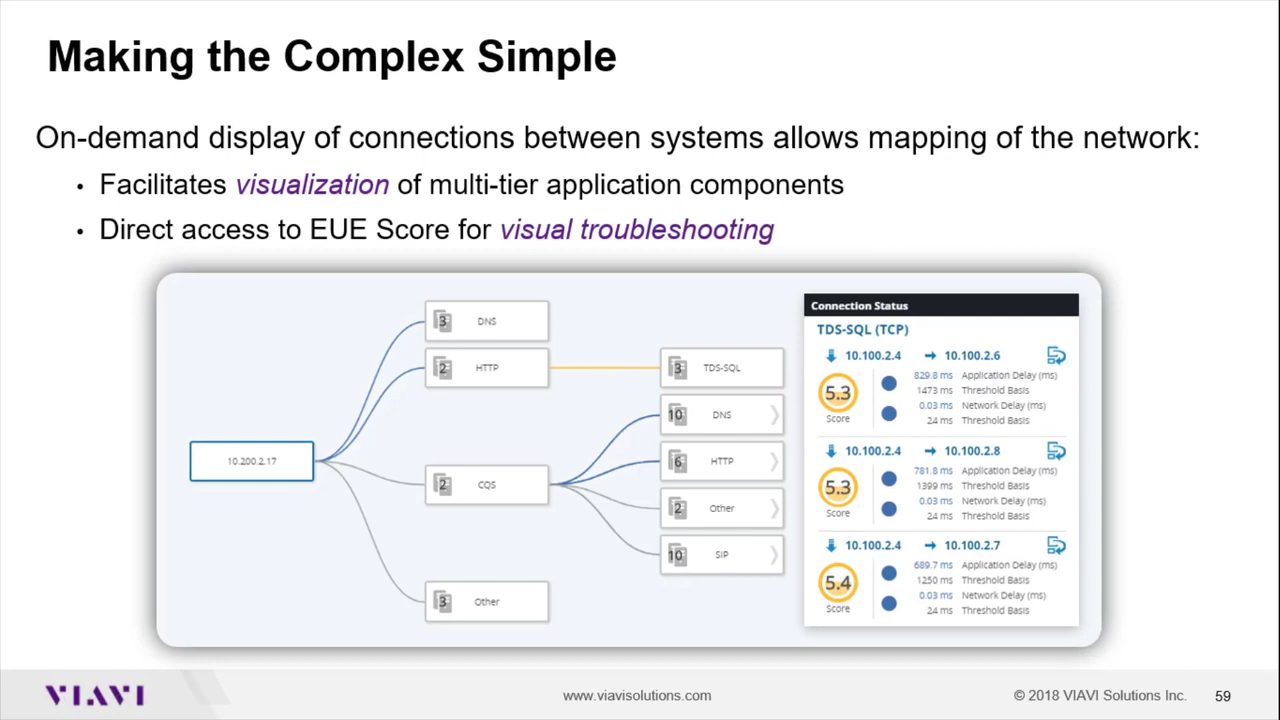 Making the Complex Simple
On-demand display of connections between systems allows mapping of the network:
• Facilitates visualization of multi-tier application components
• Direct access to EUE Score for visual troubleshooting
10.200.2.17
3 DNS
2 HTTP
2 CQS
3 Other
3 TDS-SQL
10 DNS
6 HTTP
2 Other
10 SIP
Connection Status
TDS-SQL (TCP)
10.100.2.4 10.100.2.6
5.3
Score
829.8 ms Application Delay (ms)
1473 ms Threshold Basis
0.03 ms Network Delay (ms)
24 ms Threshold Basis
10.100.2.4 10.100.2.8
5.3
Score
781.8 ms Application Delay (ms)
1399 ms Threshold Basis
0.03 ms Network Delay (ms)
24 ms Threshold Basis
10.100.2.4 10.100.2.7
5.4
Score
689.7 ms Application Delay (ms)
1250 ms Threshold Basis
0.03 ms Network Delay (ms)
24 ms Threshold Basis
VIAVI
www.viavisolutions.com
© 2018 VIAVI Solutions Inc.
59